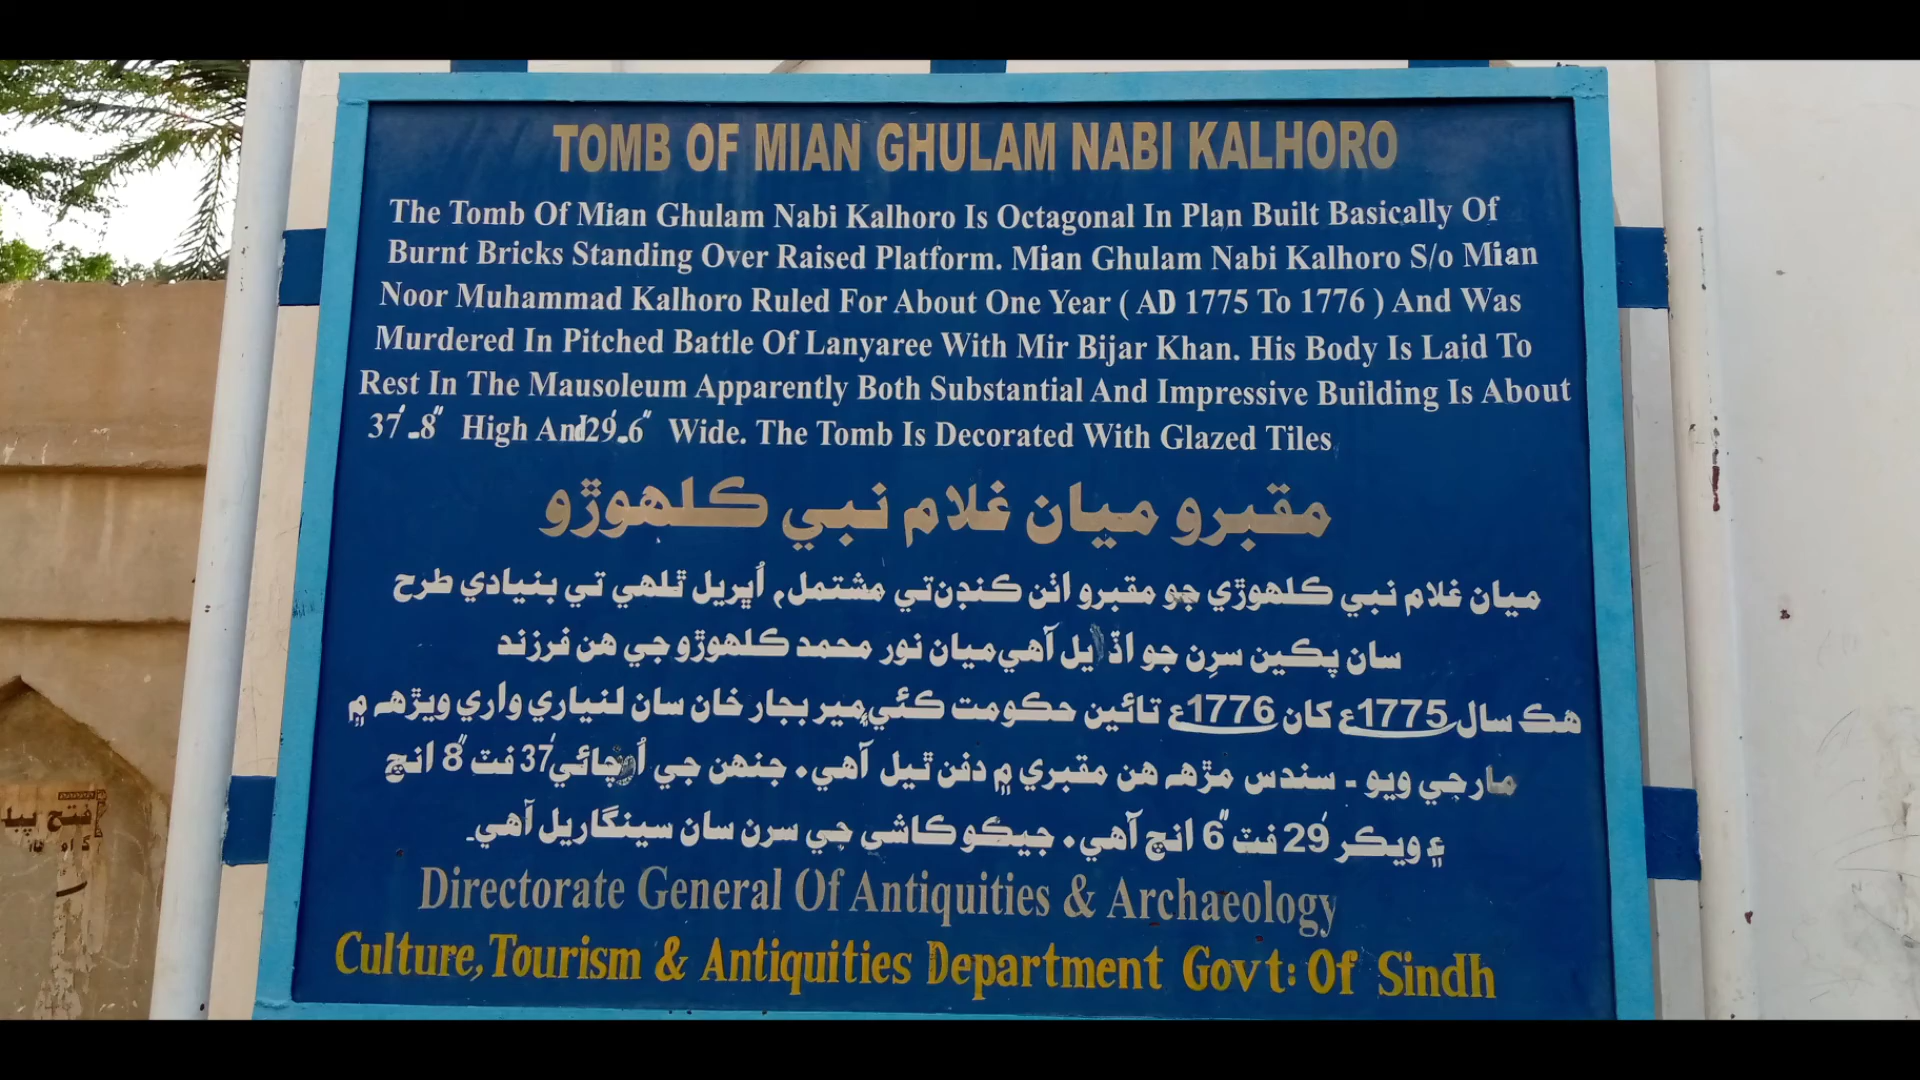 TOMB OF MIAN GHULAM NABI KALHORO
The Tomb Of Mian Ghulam Nabi Kalhoro Is Octagonal In Plan Built Basically Of
Burnt Bricks Standing Over Raised Platform. Mian Ghulam Nabi Kalhoro S/o Mian
Noor Muhammad Kalhoro Ruled For About One Year ( AD 1775 To 1776 ) And Was
Murdered In Pitched Battle Of Lanyaree With Mir Bijar Khan. His Body Is Laid To
Rest In The Mausoleum Apparently Both Substantial And Impressive Building Is About
37'-8" High And 29'-6" Wide. The Tomb Is Decorated With Glazed Tiles
مقبرو ميان غلام نبي ڪلهوڙو
ميان غلام نبي ڪلهوڙي جو مقبرو اٺن ڪنڊن تي مشتمل، اُڀريل ٿلهي تي بنيادي طرح
سان پڪين سرن جو اڏايل آهي ميان نور محمد ڪلهوڙو جي هن فرزند
هڪ سال 1775ع کان 1776ع تائين حڪومت ڪئي ۽ مير بجار خان سان لنياري واري ويڙهه ۾
مارجي ويو - سندس مڙهه هن مقبري ۾ دفن ٿيل آهي. جنهن جي اُوچائي 37' فٽ 8" انچ
۽ ويڪر 29' فٽ 6" انچ آهي. جيڪو ڪاشي جي سرن سان سينگاريل آهي.
Directorate General Of Antiquities & Archaeology
Culture, Tourism & Antiquities Department Govt: Of Sindh
فتح